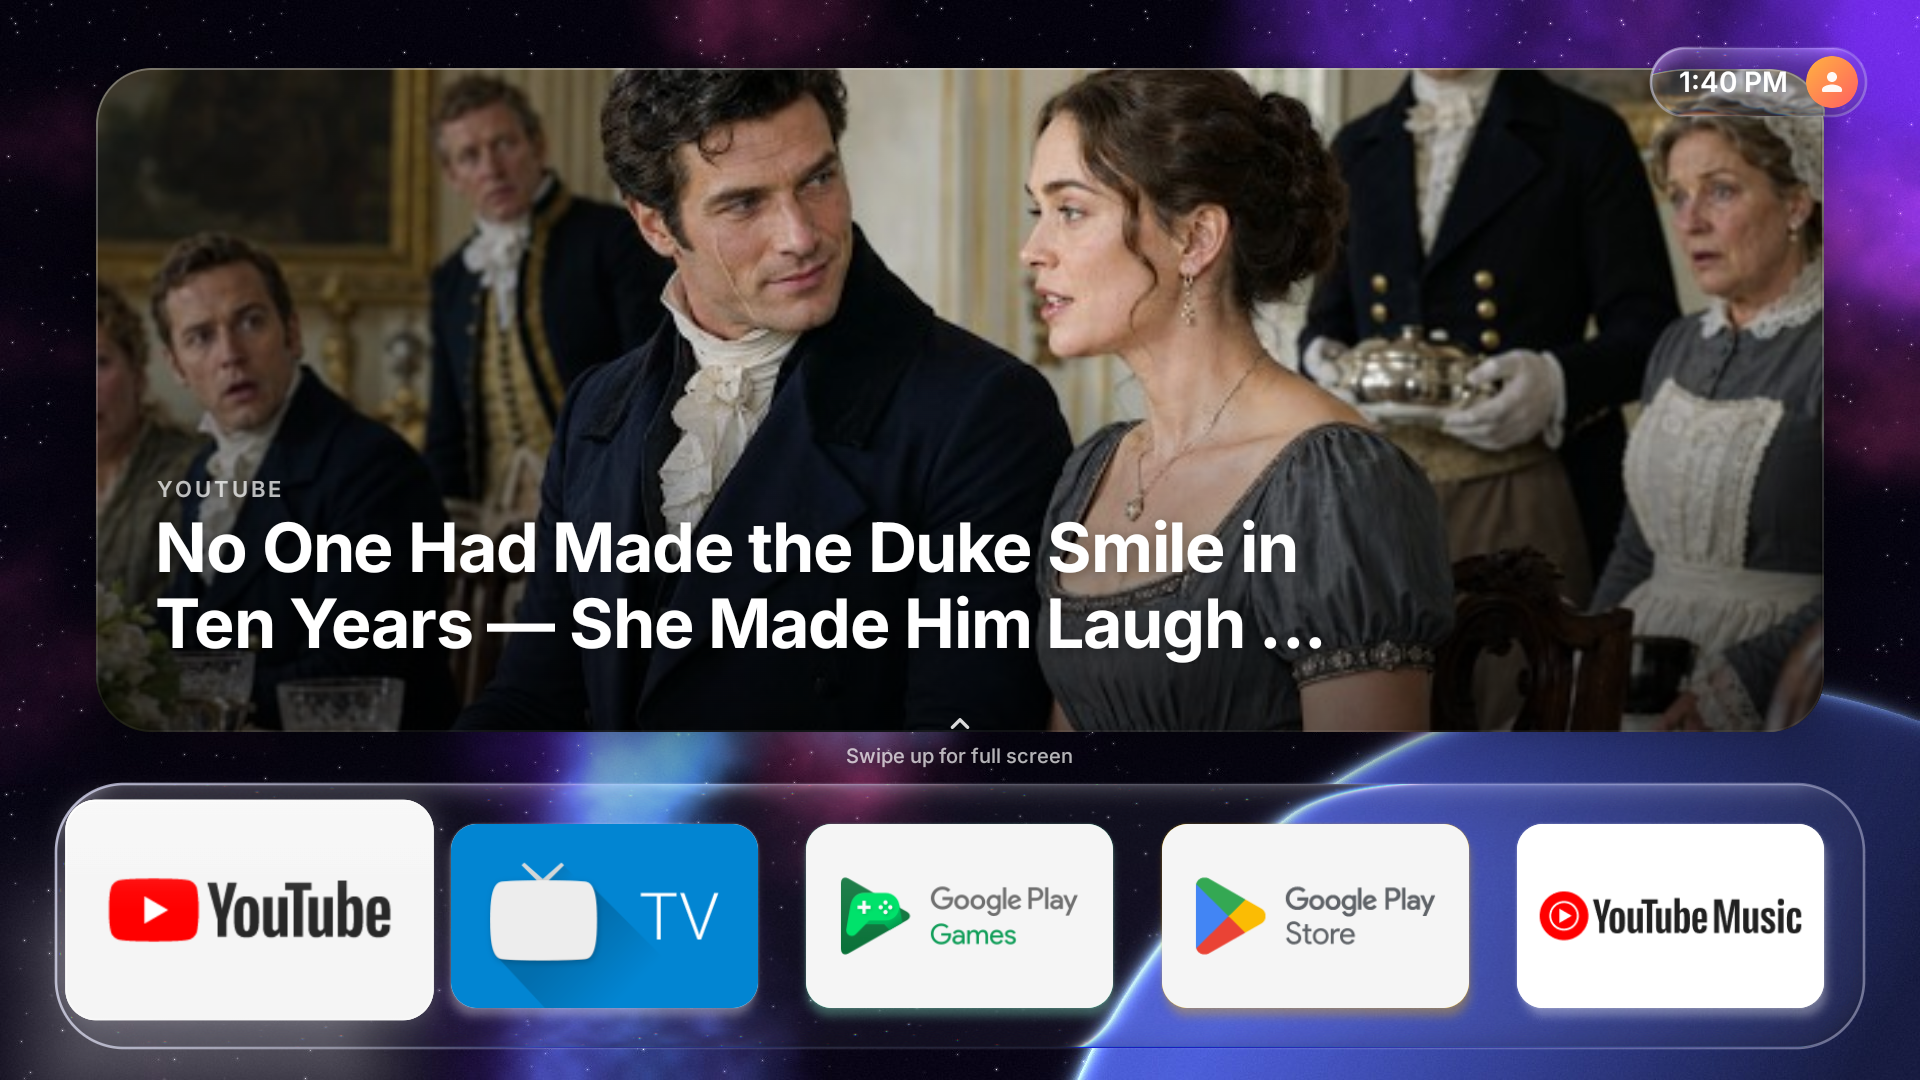 1:40 PM
YOUTUBE
No One Had Made the Duke Smile in
Ten Years — She Made Him Laugh ...
Swipe up for full screen
YouTube
TV
Google Play
Games
Google Play
Store
YouTube Music